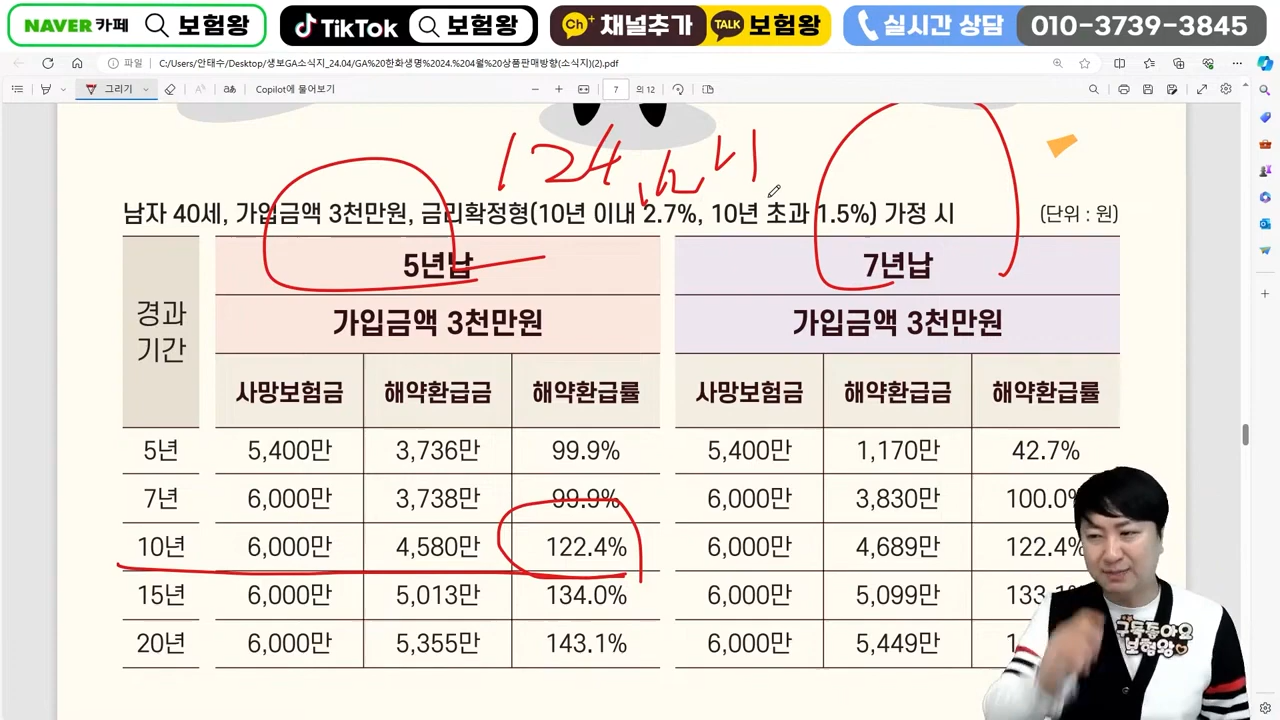 NAVER 카페 보험왕 TikTok 보험왕 Ch+ 채널추가 TALK 보험왕 실시간 상담 010-3739-3845
파일 C:/Users/안태수/Desktop/생보GA소식지_24.04/GA%20한화생명%202024.%204월%20상품판매방향(소식지)(2).pdf
그리기 Copilot에 물어보기 7 의 12
124
남자 40세, 가입금액 3천만원, 금리확정형(10년 이내 2.7%, 10년 초과 1.5%) 가정 시 (단위 : 원)
경과
기간
5년납 7년납
가입금액 3천만원 가입금액 3천만원
사망보험금 해약환급금 해약환급률 사망보험금 해약환급금 해약환급률
5년 5,400만 3,736만 99.9% 5,400만 1,170만 42.7%
7년 6,000만 3,738만 99.9% 6,000만 3,830만 100.0%
10년 6,000만 4,580만 122.4% 6,000만 4,689만 122.4%
15년 6,000만 5,013만 134.0% 6,000만 5,099만
20년 6,000만 5,355만 143.1% 6,000만 5,449만
구독좋아요
보험왕